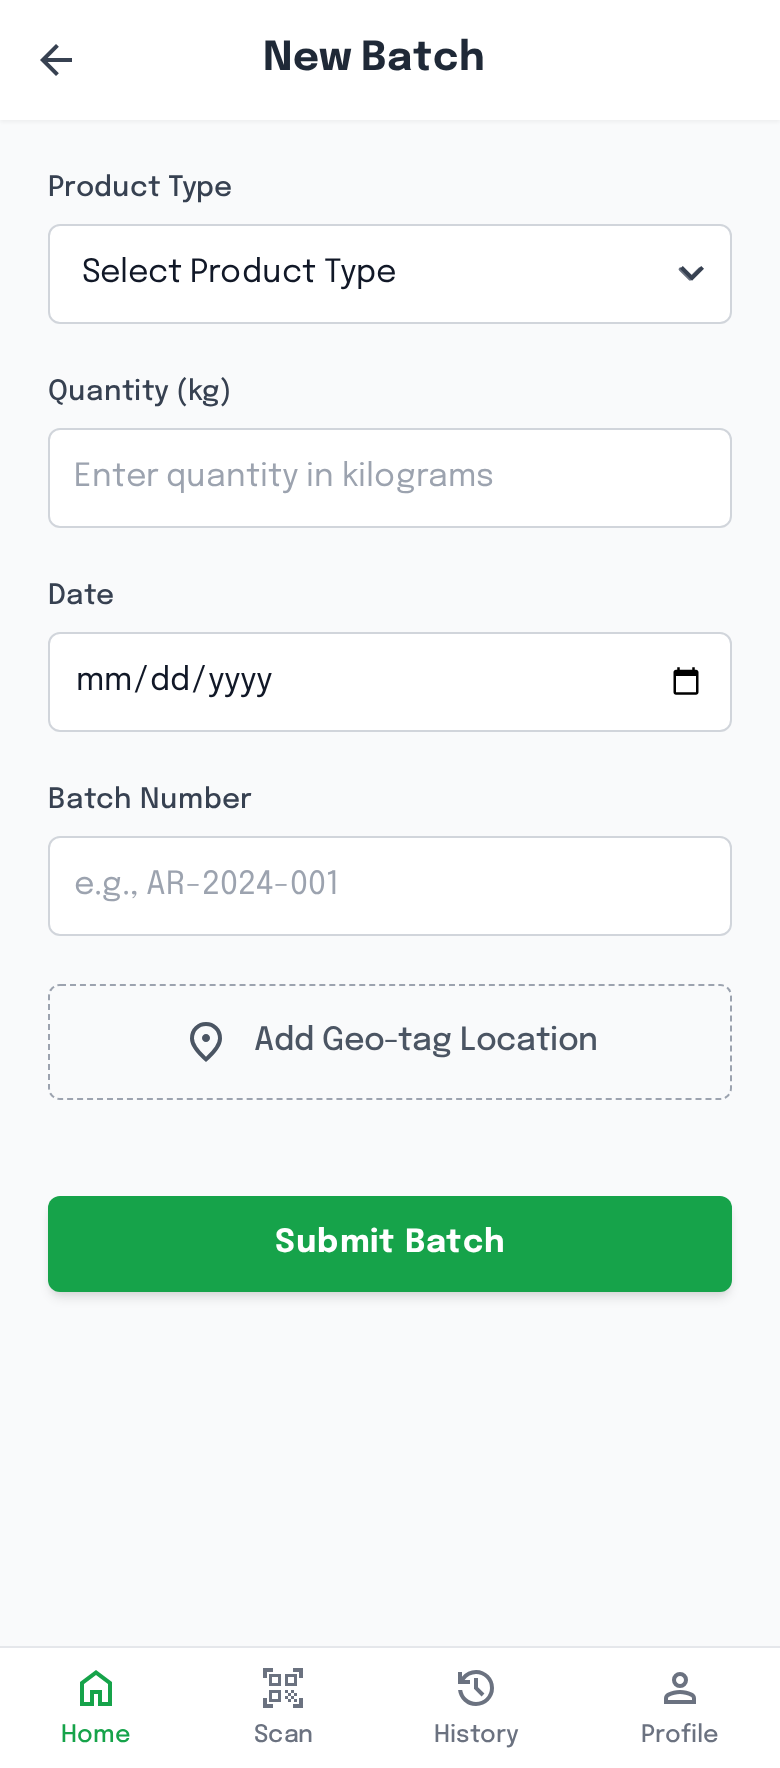 New Batch
Product Type
Select Product Type
Quantity (kg)
Enter quantity in kilograms
Date
mm/dd/yyyy
Batch Number
e.g., AR-2024-001
Add Geo-tag Location
Submit Batch
Home
Scan
History
Profile